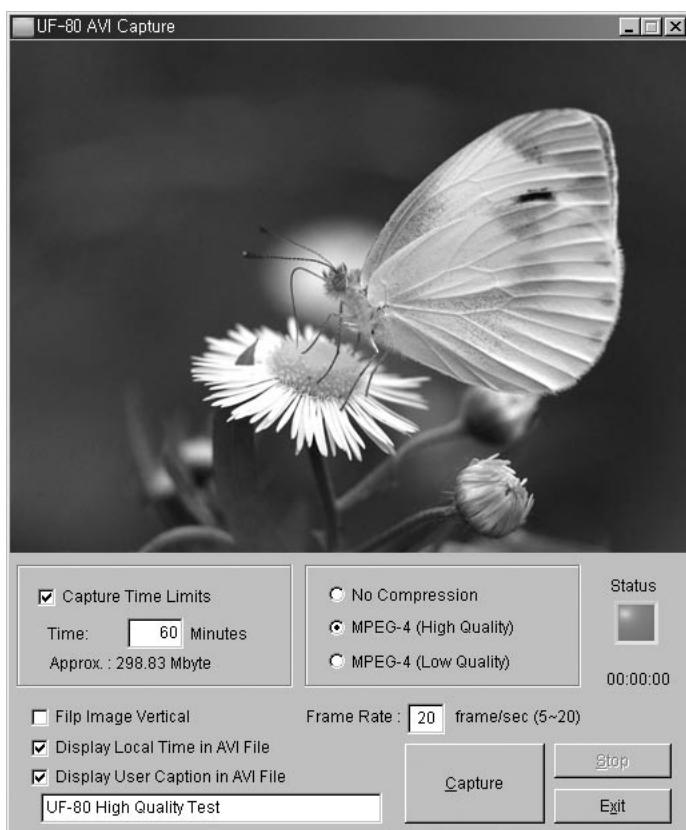 UF-80 AVI Capture
Capture Time Limits
Time: 60 Minutes
Approx. : 298.83 Mbyte
No Compression
MPEG-4 (High Quality)
MPEG-4 (Low Quality)
Status
00:00:00
Filp Image Vertical
Frame Rate : 20 frame/sec (5~20)
Display Local Time in AVI File
Display User Caption in AVI File
UF-80 High Quality Test
Capture
Stop
Exit